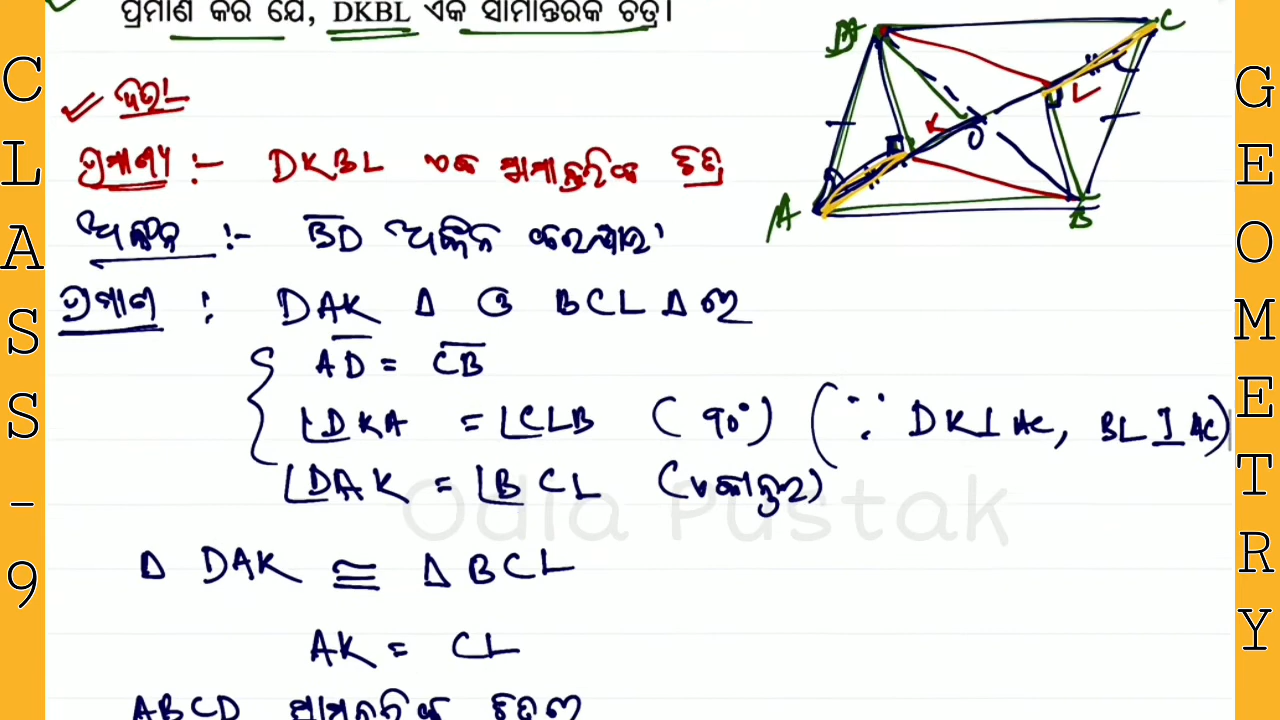 ପ୍ରମାଣ କର ଯେ, DKBL ଏକ ସାମାନ୍ତରିକ ଚିତ୍ର।
ଦତ୍ତ
ପ୍ରାମାଣ୍ୟ :- DKBL ଏକ ସାମାନ୍ତରିକ ଚିତ୍ର
ଅଙ୍କନ :- BD ଅଙ୍କନ କରାଯାଉ।
ପ୍ରମାଣ : DAK Δ ଓ BCL Δ ରେ
AD = CB
∠DKA = ∠CLB (90°) (∵ DK⊥AC, BL⊥AC)
∠DAK = ∠BCL (ଏକାନ୍ତର)
Δ DAK ≅ Δ BCL
AK = CL
ABCD ସାମାନ୍ତରିକ ଚିତ୍ରରେ
D
C
K
L
O
A
B
Odia Pustak
CLASS-9
GEOMETRY